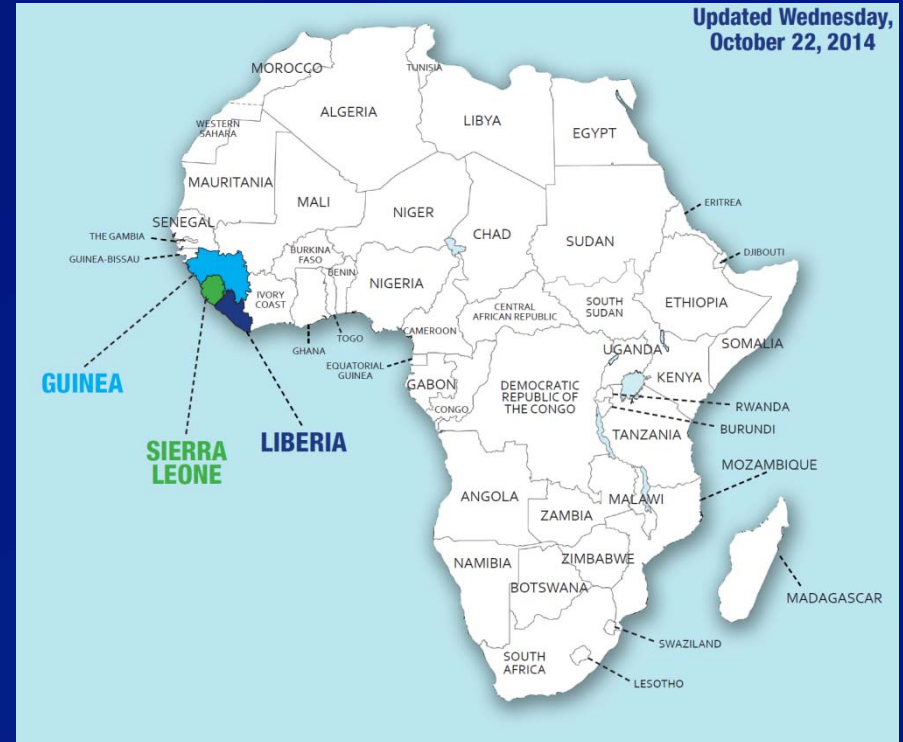 Updated Wednesday,
October 22, 2014
MOROCCO
TUNISIA
ALGERIA
LIBYA
EGYPT
WESTERN
SAHARA
MAURITANIA
MALI
NIGER
CHAD
SUDAN
ERITREA
SENEGAL
THE GAMBIA
GUINEA-BISSAU
BURKINA
FASO
BENIN
NIGERIA
DJIBOUTI
IVORY
COAST
GHANA
TOGO
CAMEROON
CENTRAL
AFRICAN REPUBLIC
SOUTH
SUDAN
ETHIOPIA
SOMALIA
EQUATORIAL
GUINEA
GABON
CONGO
DEMOCRATIC
REPUBLIC OF
THE CONGO
UGANDA
KENYA
RWANDA
BURUNDI
TANZANIA
GUINEA
SIERRA
LEONE
LIBERIA
MOZAMBIQUE
ANGOLA
ZAMBIA
MALAWI
NAMIBIA
ZIMBABWE
BOTSWANA
MADAGASCAR
SWAZILAND
SOUTH
AFRICA
LESOTHO